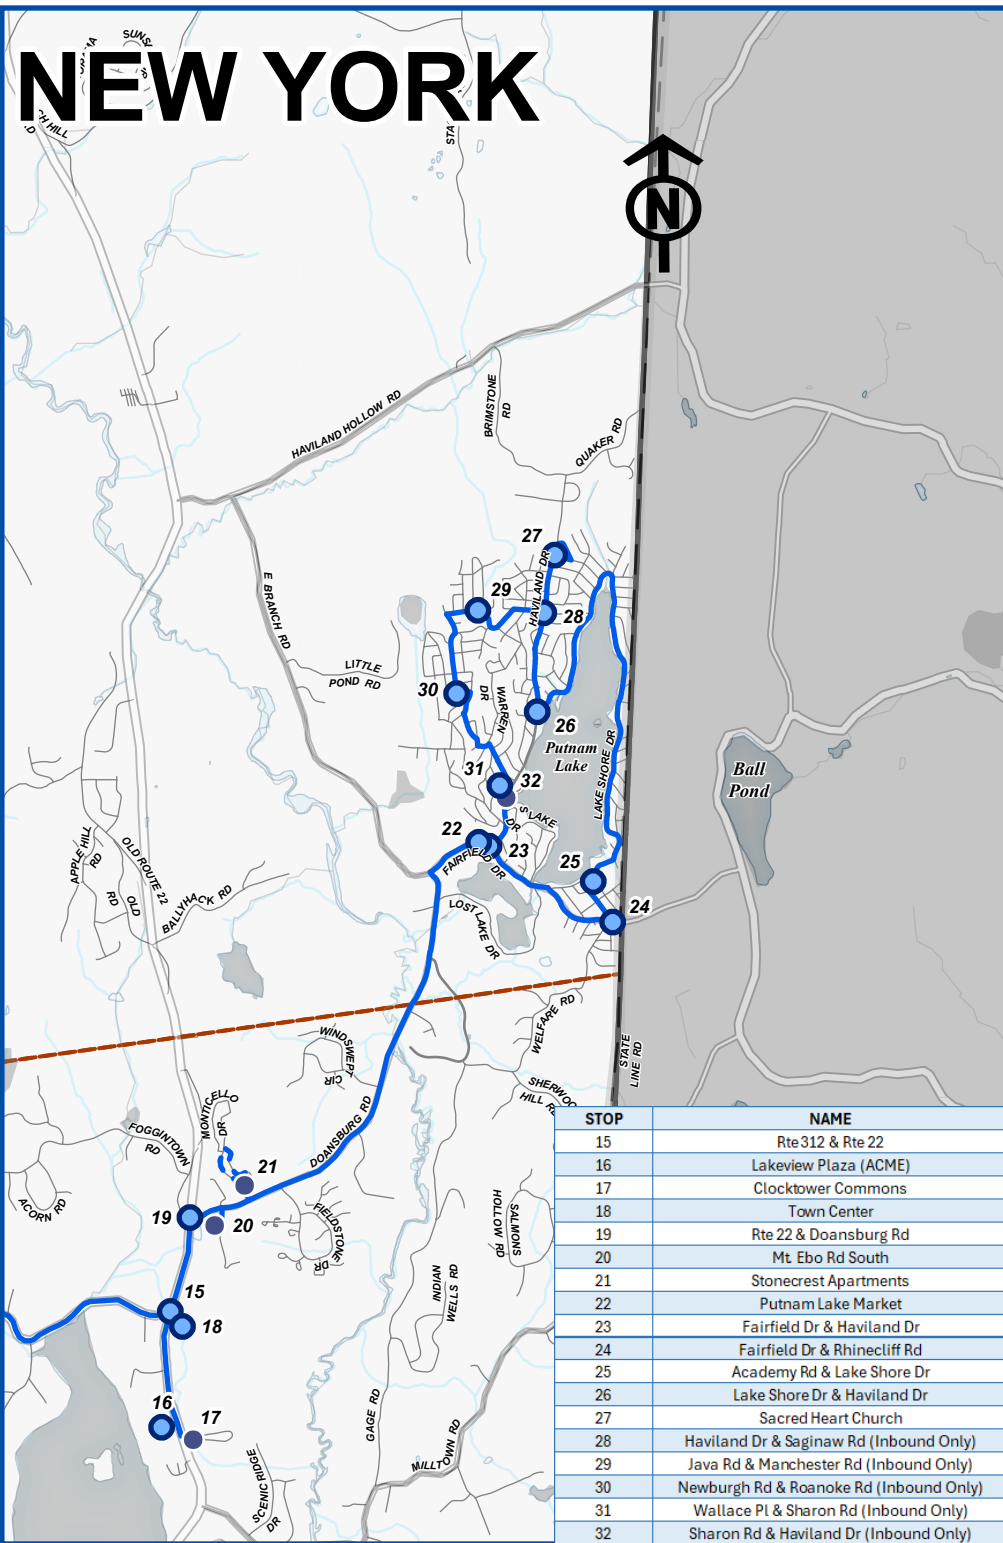 SUNS
NEW YORK
CH HILL
STA
N
HAVILAND HOLLOW RD
BRIMSTONE
RD
QUAKER RD
27
HAVILAND DR
29
28
E BRANCH RD
LITTLE
POND RD
30
WARREN
DR
26
Putnam
Lake
LAKE SHORE DR
Ball
Pond
31
32
S LAKE
DR
22
23
FAIRFIELD DR
25
24
APPLE HILL
RD
OLD ROUTE 22
OLD
RD
BALLYHACK RD
LOST LAKE DR
WELFARE RD
STATE
LINE RD
WINDSWEPT
CIR
SHERWOO
HILL R
MONTICELLO
DR
FOGGINTOWN
RD
DOANSBURG RD
21
ACORN RD
19
20
FIELDSTONE
DR
SALMONS
HOLLOW RD
INDIAN
WELLS RD
15
18
16
17
GAGE RD
MILLTOWN RD
SCENIC RIDGE
DR
STOP NAME
15 Rte 312 & Rte 22
16 Lakeview Plaza (ACME)
17 Clocktower Commons
18 Town Center
19 Rte 22 & Doansburg Rd
20 Mt. Ebo Rd South
21 Stonecrest Apartments
22 Putnam Lake Market
23 Fairfield Dr & Haviland Dr
24 Fairfield Dr & Rhinecliff Rd
25 Academy Rd & Lake Shore Dr
26 Lake Shore Dr & Haviland Dr
27 Sacred Heart Church
28 Haviland Dr & Saginaw Rd (Inbound Only)
29 Java Rd & Manchester Rd (Inbound Only)
30 Newburgh Rd & Roanoke Rd (Inbound Only)
31 Wallace Pl & Sharon Rd (Inbound Only)
32 Sharon Rd & Haviland Dr (Inbound Only)